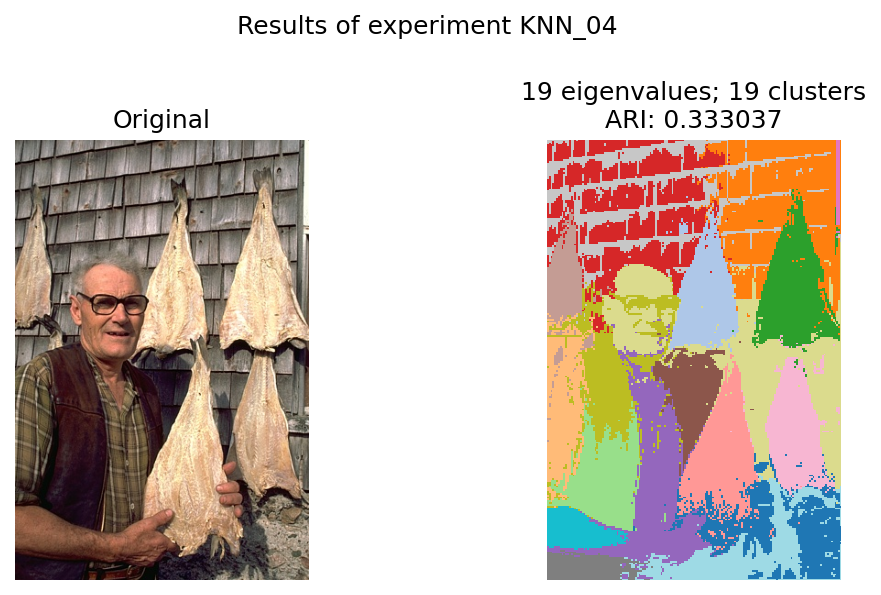 Results of experiment KNN_04
Original
19 eigenvalues; 19 clusters
ARI: 0.333037